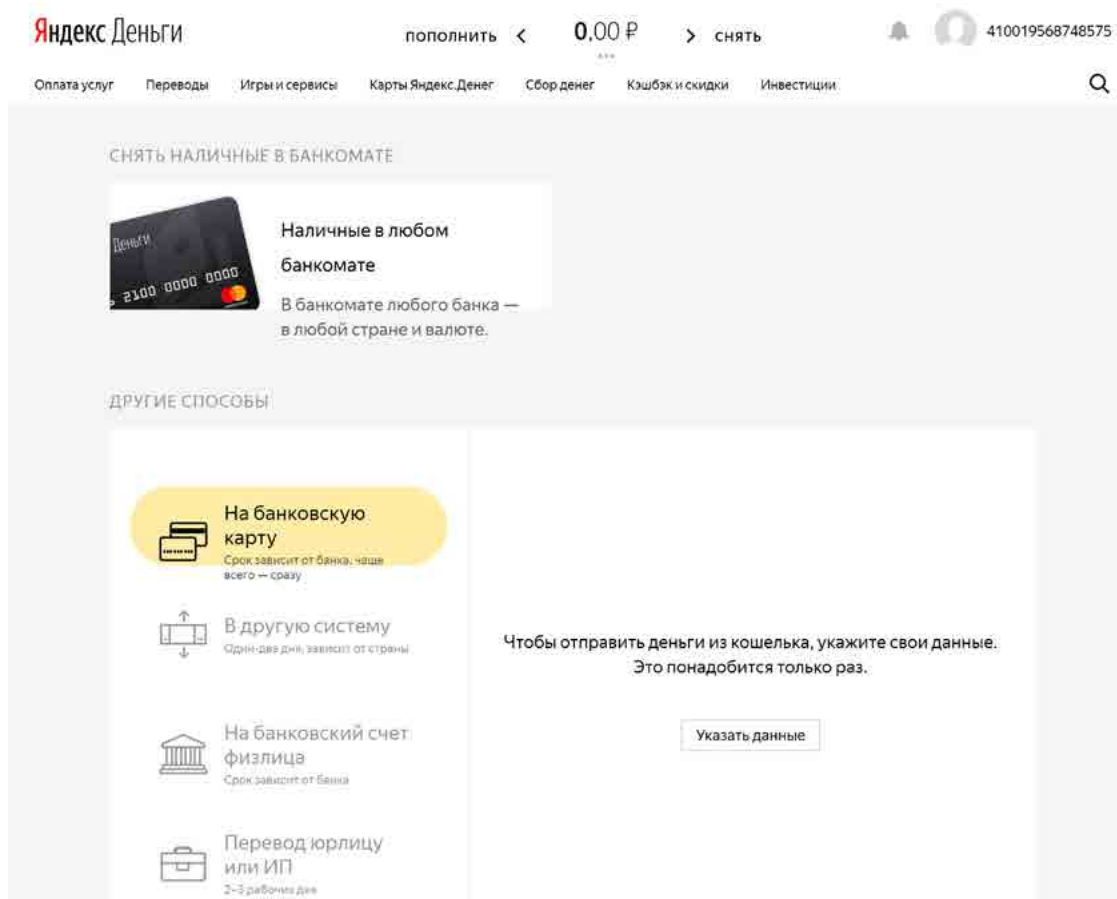 Яндекс Деньги
пополнить < 0,00 ₽ > снять
410019568748575
Оплата услуг Переводы Игры и сервисы Карты Яндекс.Денег Сбор денег Кэшбэк и скидки Инвестиции
СНЯТЬ НАЛИЧНЫЕ В БАНКОМАТЕ
Деньги
2100 0000 0000
Наличные в любом
банкомате
В банкомате любого банка —
в любой стране и валюте.
ДРУГИЕ СПОСОБЫ
На банковскую
карту
Срок зависит от банка, чаще
всего — сразу
В другую систему
Один-два дня, зависит от страны
На банковский счет
физлица
Срок зависит от банка
Перевод юрлицу
или ИП
2–3 рабочих дня
Чтобы отправить деньги из кошелька, укажите свои данные.
Это понадобится только раз.
Указать данные